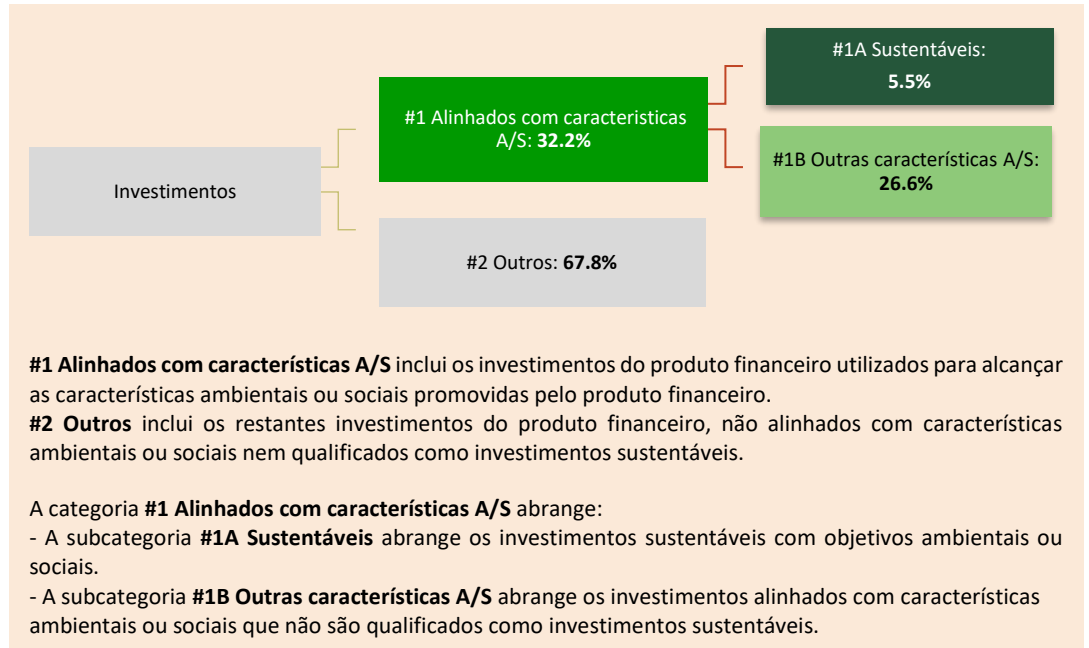 #1A Sustentáveis:
5.5%
#1 Alinhados com caracteristicas
A/S: 32.2%
#1B Outras características A/S:
26.6%
Investimentos
#2 Outros: 67.8%
#1 Alinhados com características A/S inclui os investimentos do produto financeiro utilizados para alcançar
as características ambientais ou sociais promovidas pelo produto financeiro.
#2 Outros inclui os restantes investimentos do produto financeiro, não alinhados com características
ambientais ou sociais nem qualificados como investimentos sustentáveis.
A categoria #1 Alinhados com características A/S abrange:
- A subcategoria #1A Sustentáveis abrange os investimentos sustentáveis com objetivos ambientais ou
sociais.
- A subcategoria #1B Outras características A/S abrange os investimentos alinhados com características
ambientais ou sociais que não são qualificados como investimentos sustentáveis.